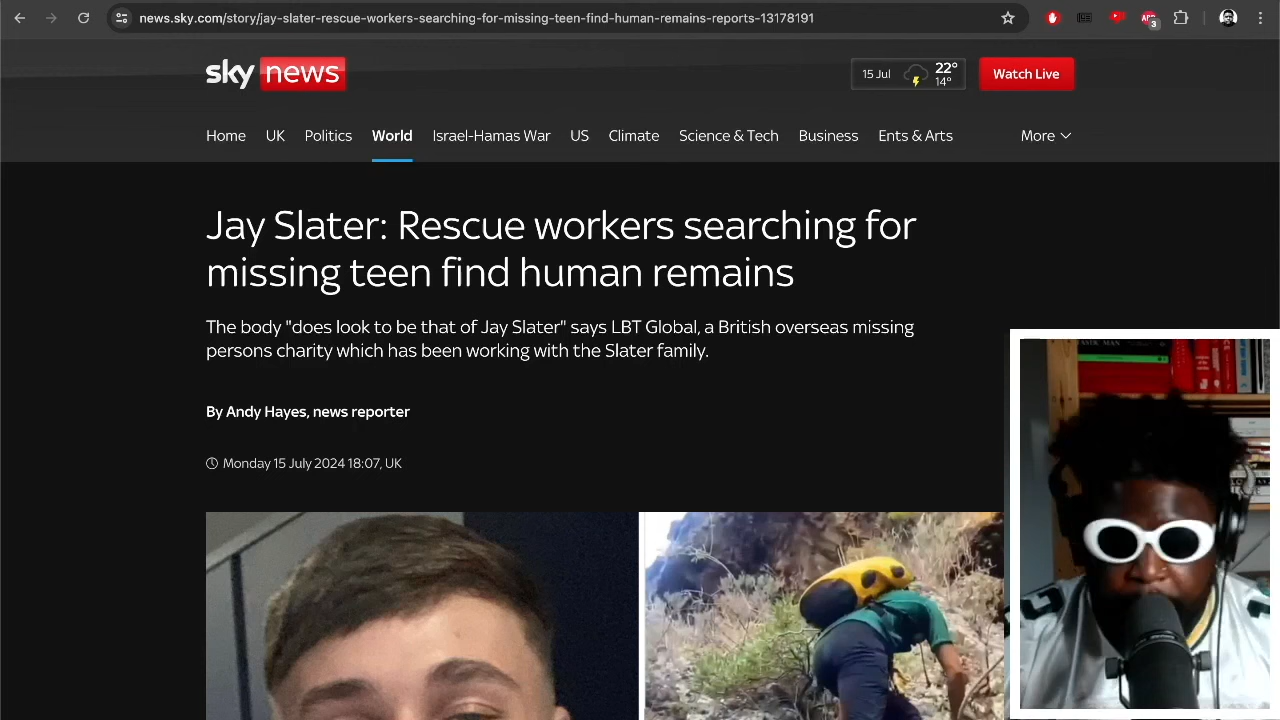 news.sky.com/story/jay-slater-rescue-workers-searching-for-missing-teen-find-human-remains-reports-13178191
3
sky news
15 Jul 22° 14°
Watch Live
Home UK Politics World Israel-Hamas War US Climate Science & Tech Business Ents & Arts More
Jay Slater: Rescue workers searching for
missing teen find human remains
The body "does look to be that of Jay Slater" says LBT Global, a British overseas missing
persons charity which has been working with the Slater family.
By Andy Hayes, news reporter
Monday 15 July 2024 18:07, UK